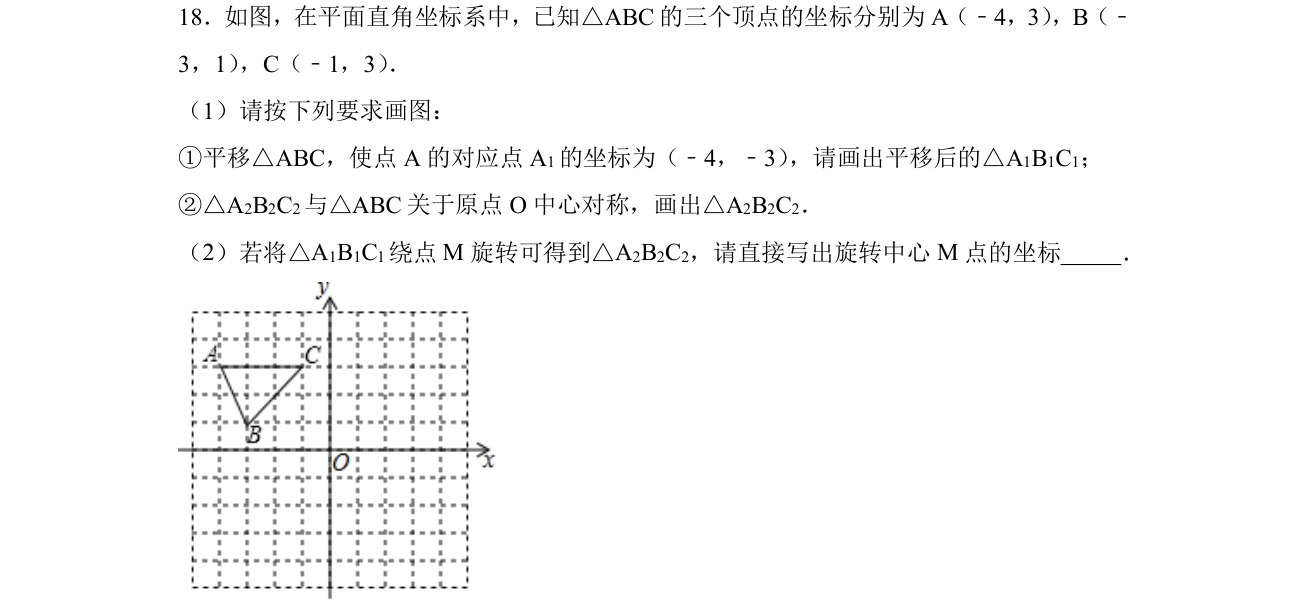 18．如图，在平面直角坐标系中，已知△ABC 的三个顶点的坐标分别为 A（﹣4，3），B（﹣
3，1），C（﹣1，3）．
（1）请按下列要求画图：
①平移△ABC，使点 A 的对应点 A1 的坐标为（﹣4，﹣3），请画出平移后的△A1B1C1；
②△A2B2C2 与△ABC 关于原点 O 中心对称，画出△A2B2C2．
（2）若将△A1B1C1 绕点 M 旋转可得到△A2B2C2，请直接写出旋转中心 M 点的坐标_____．
y
A
C
B
O
x